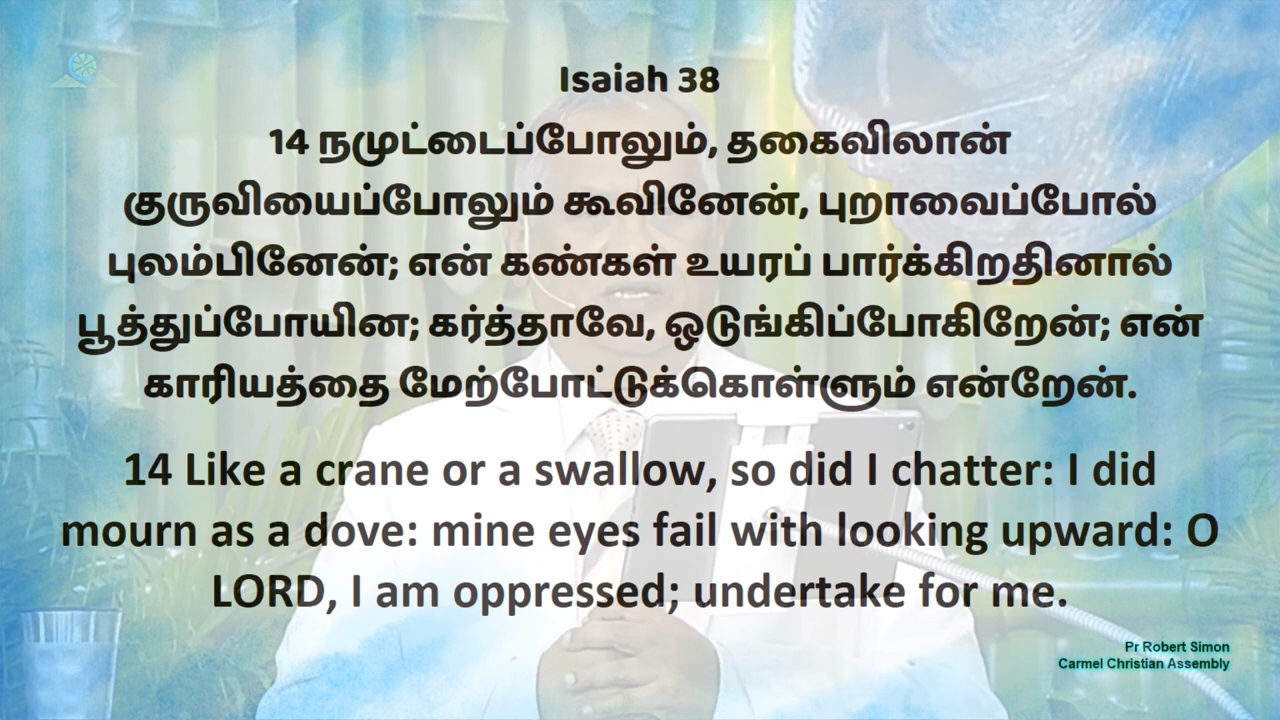 Isaiah 38
14 நமுட்டைப்போலும், தகைவிலான்
குருவியைப்போலும் கூவினேன், புறாவைப்போல்
புலம்பினேன்; என் கண்கள் உயரப் பார்க்கிறதினால்
பூத்துப்போயின; கர்த்தாவே, ஒடுங்கிப்போகிறேன்; என்
காரியத்தை மேற்போட்டுக்கொள்ளும் என்றேன்.
14 Like a crane or a swallow, so did I chatter: I did
mourn as a dove: mine eyes fail with looking upward: O
LORD, I am oppressed; undertake for me.
Pr Robert Simon
Carmel Christian Assembly